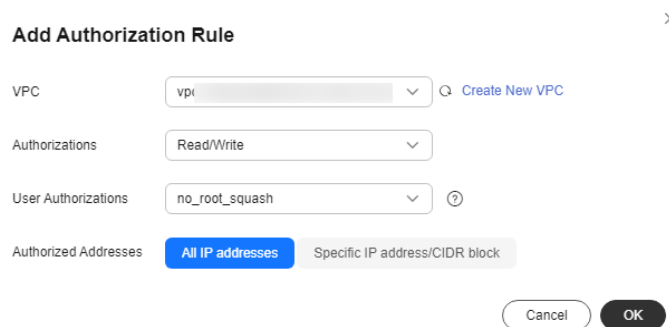 Add Authorization Rule
VPC vpc Create New VPC
Authorizations Read/Write
User Authorizations no_root_squash
Authorized Addresses All IP addresses Specific IP address/CIDR block
Cancel OK